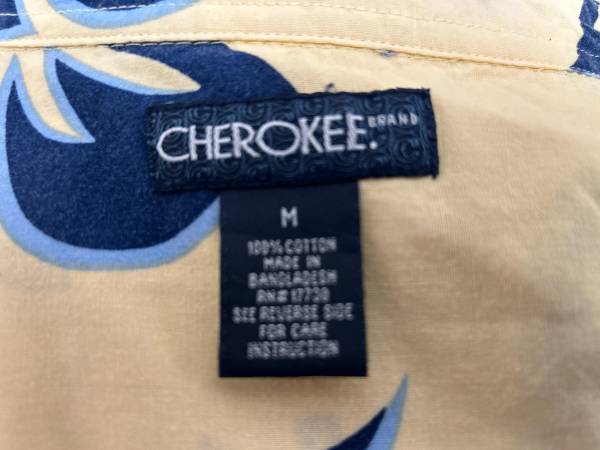 CHEROKEE. BRAND
M
100% COTTON
MADE IN
BANGLADESH
RN# 17730
SEE REVERSE SIDE
FOR CARE
INSTRUCTION